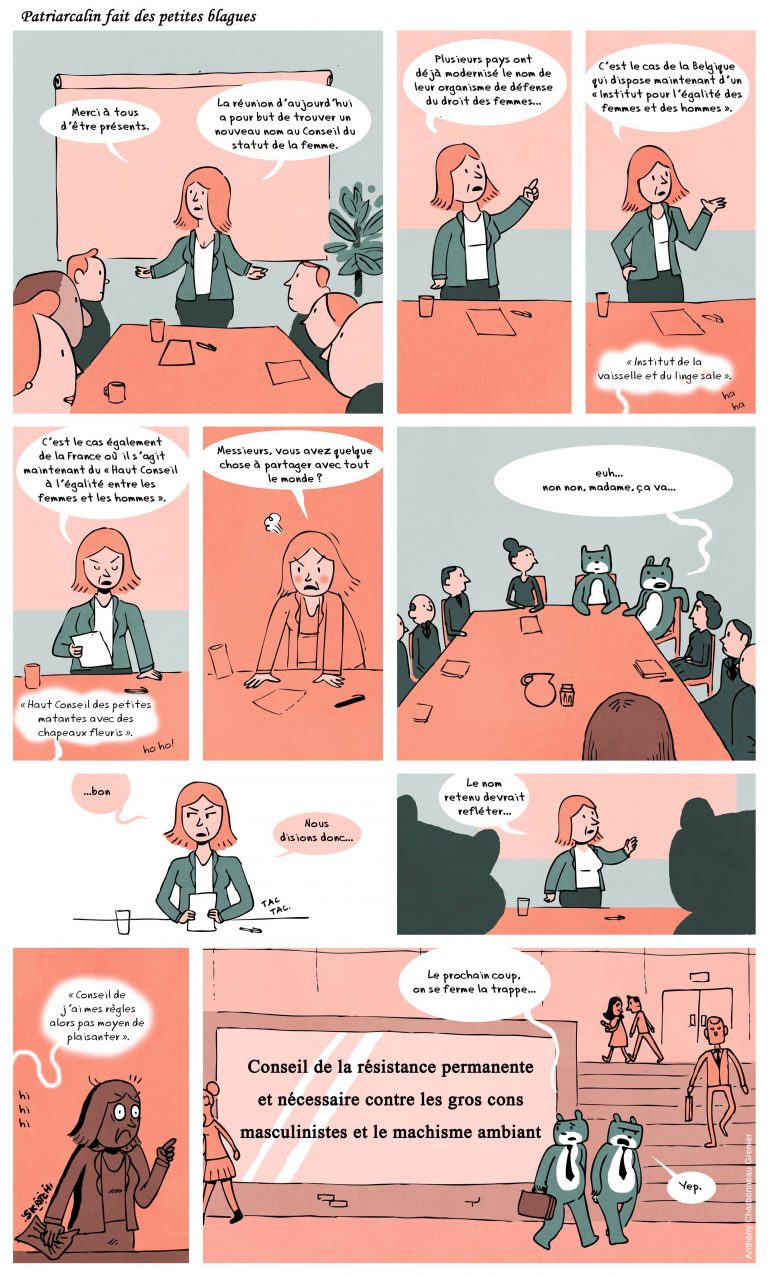 Patriarcalin fait des petites blagues
Merci à tous
d'être présents.
La réunion d'aujourd'hui
a pour but de trouver un
nouveau nom au Conseil du
statut de la femme.
Plusieurs pays ont
déjà modernisé le nom de
leur organisme de défense
du droit des femmes...
C'est le cas de la Belgique
qui dispose maintenant d'un
« Institut pour l'égalité des
femmes et des hommes ».
« Institut de la
vaisselle et du linge sale ».
ha
ha
C'est le cas également
de la France où il s'agit
maintenant du « Haut Conseil
à l'égalité entre les
femmes et les hommes ».
« Haut Conseil des petites
matantes avec des
chapeaux fleuris ».
ho ho!
Messieurs, vous avez quelque
chose à partager avec tout
le monde ?
euh...
non non, madame, ça va...
...bon
Nous
disions donc...
TAC
TAC.
Le nom
retenu devrait
refléter...
« Conseil de
j'ai mes règles
alors pas moyen de
plaisanter ».
hi
hi
hi
Le prochain coup,
on se ferme la trappe...
Conseil de la résistance permanente
et nécessaire contre les gros cons
masculinistes et le machisme ambiant
Yep.
Anthony Charbonneau Grenier